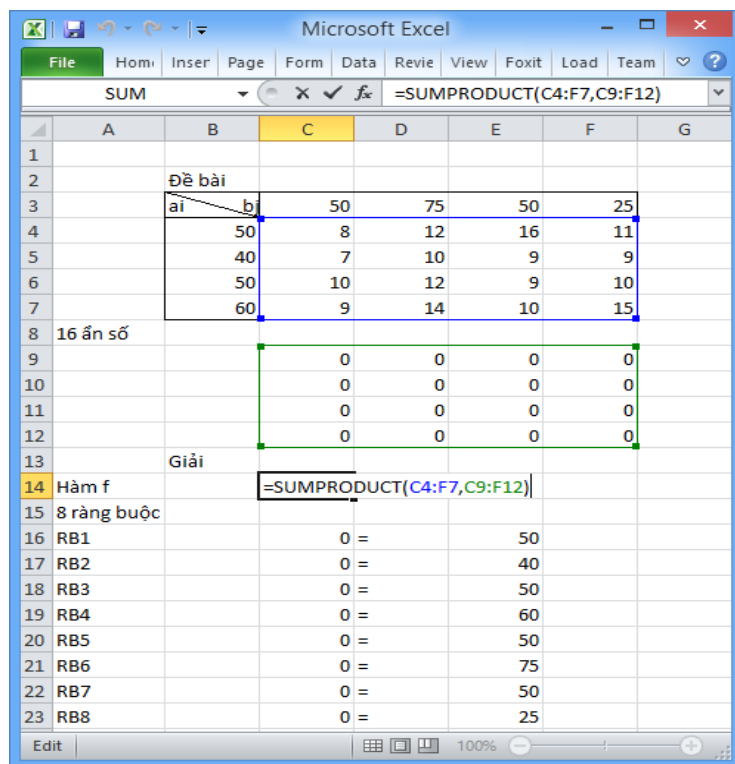 Microsoft Excel
File Homi Inser Page Form Data Revie View Foxit Load Team
SUM fx =SUMPRODUCT(C4:F7,C9:F12)
A B C D E F G
1
2 Đề bài
3 ai bj 50 75 50 25
4 50 8 12 16 11
5 40 7 10 9 9
6 50 10 12 9 10
7 60 9 14 10 15
8 16 ẩn số
9 0 0 0 0
10 0 0 0 0
11 0 0 0 0
12 0 0 0 0
13 Giải
14 Hàm f =SUMPRODUCT(C4:F7,C9:F12)
15 8 ràng buộc
16 RB1 0 = 50
17 RB2 0 = 40
18 RB3 0 = 50
19 RB4 0 = 60
20 RB5 0 = 50
21 RB6 0 = 75
22 RB7 0 = 50
23 RB8 0 = 25
Edit 100%